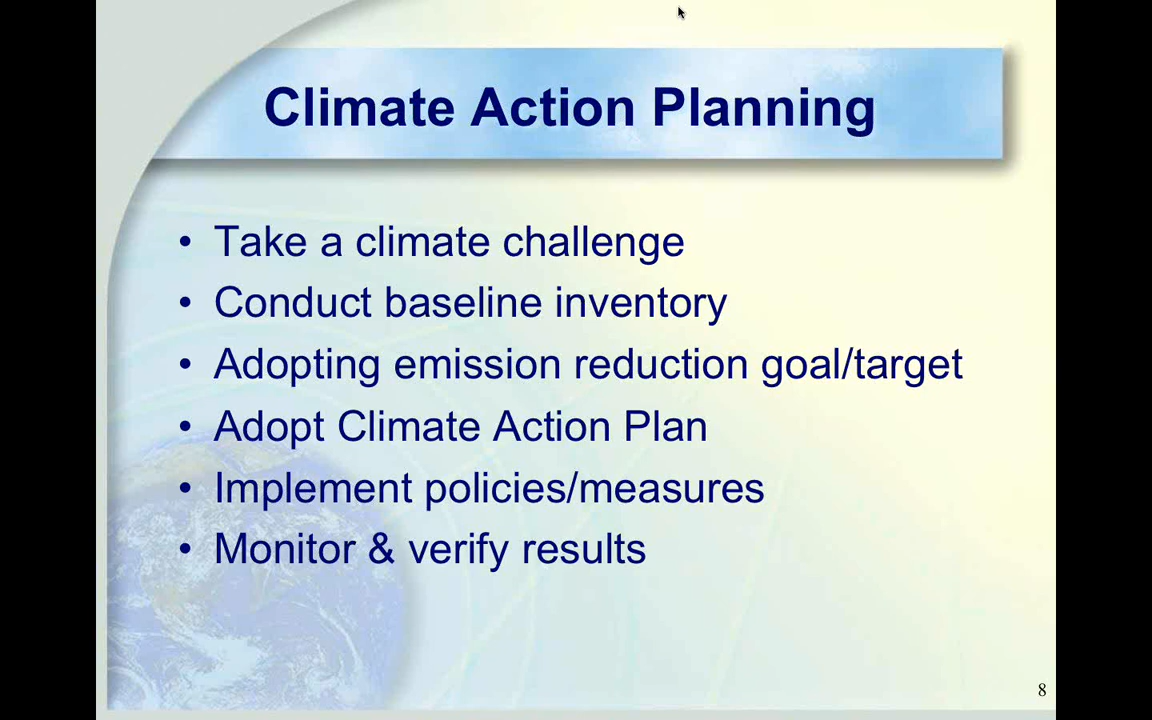 Climate Action Planning
• Take a climate challenge
• Conduct baseline inventory
• Adopting emission reduction goal/target
• Adopt Climate Action Plan
• Implement policies/measures
• Monitor & verify results
8